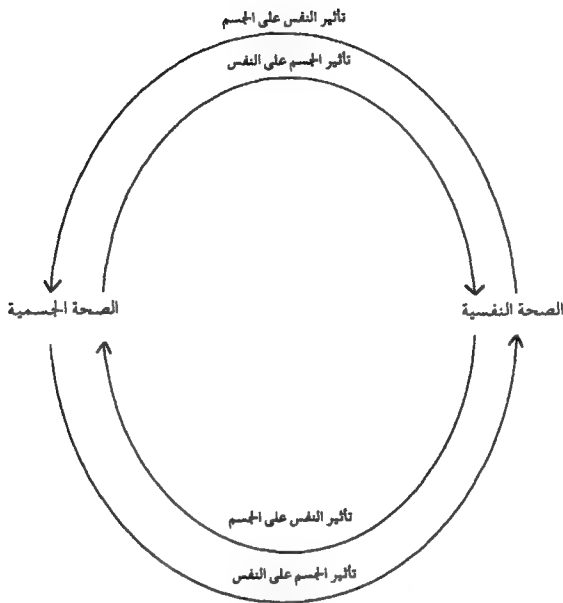 تأثير النفس على الجسم
تأثير الجسم على النفس
الصحة النفسية
الصحة الجسمية
تأثير النفس على الجسم
تأثير الجسم على النفس